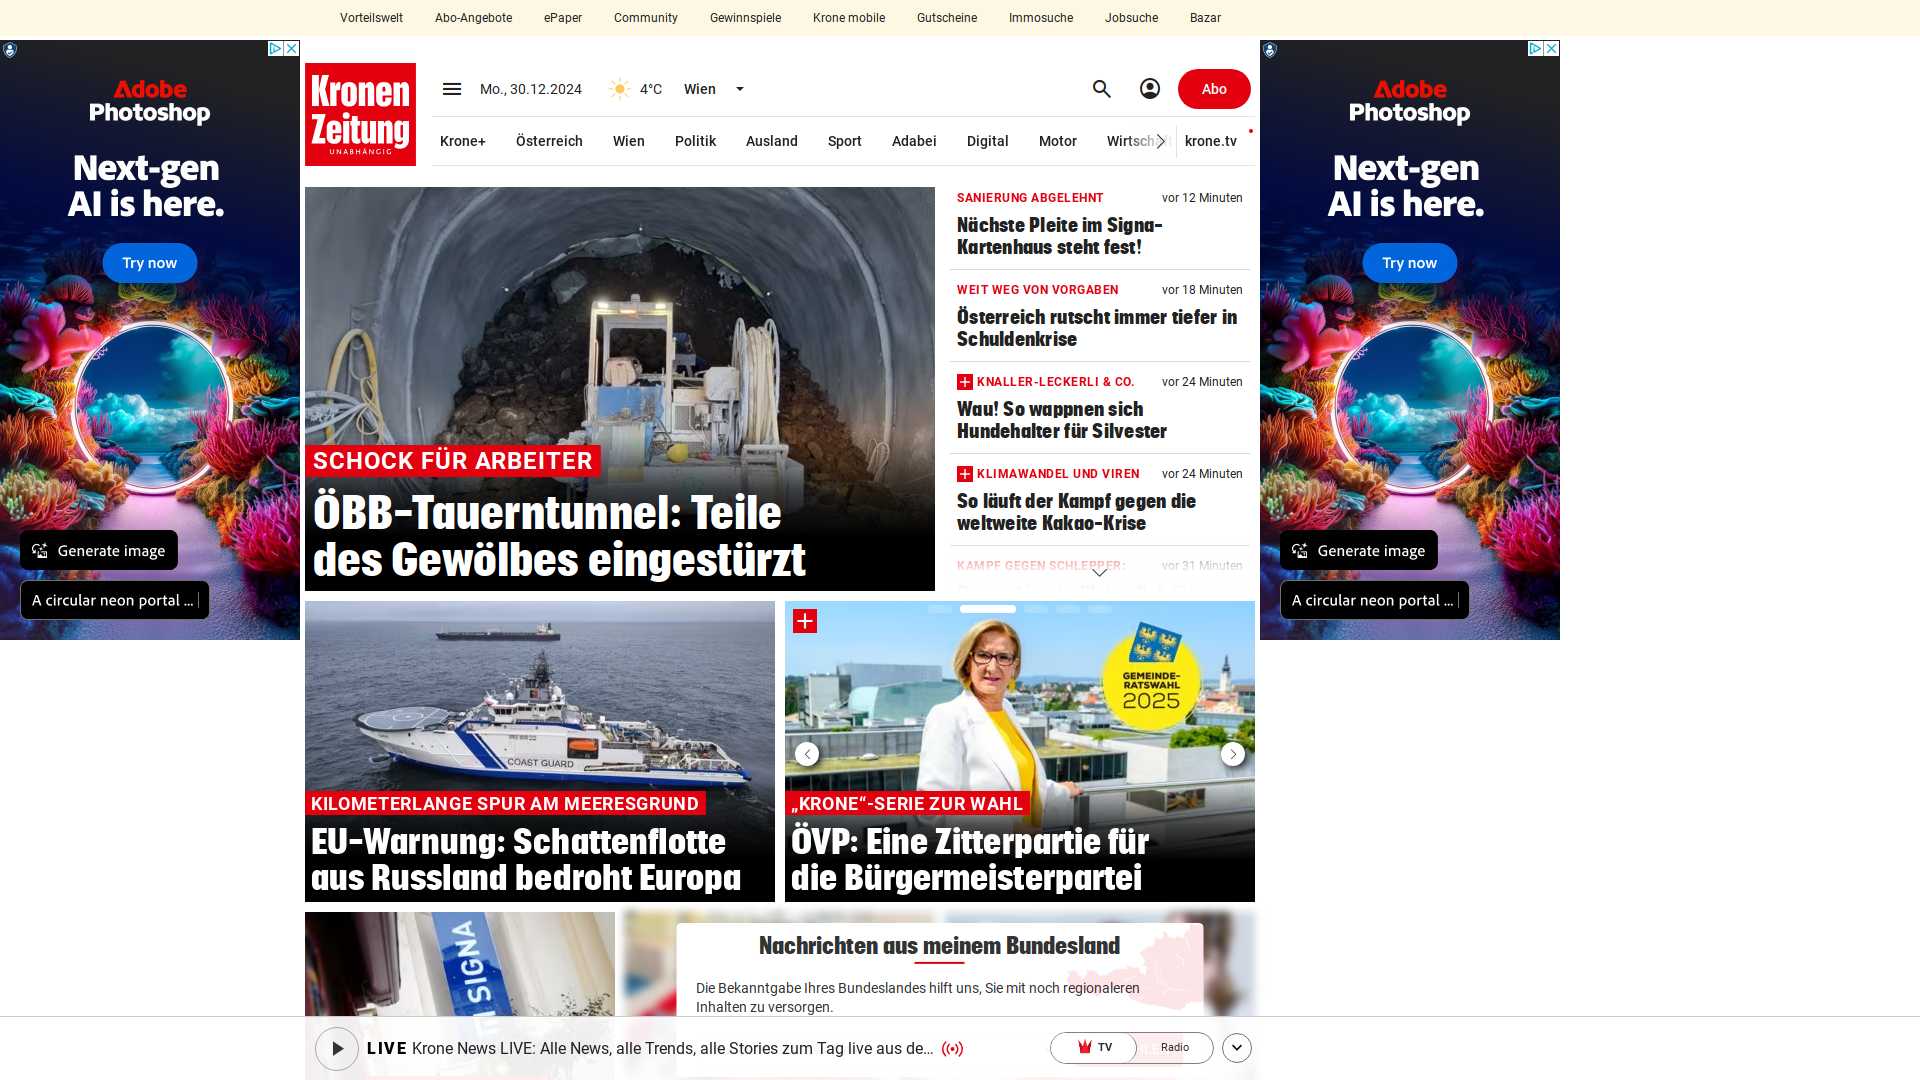 Vorteilswelt Abo-Angebote ePaper Community Gewinnspiele Krone mobile Gutscheine Immosuche Jobsuche Bazar
Kronen
Zeitung
UNABHÄNGIG
Mo., 30.12.2024 4°C Wien Abo
Krone+ Österreich Wien Politik Ausland Sport Adabei Digital Motor Wirtschaft krone.tv
Adobe
Photoshop
Next-gen
AI is here.
Try now
Generate image
A circular neon portal ...
SCHOCK FÜR ARBEITER
ÖBB-Tauerntunnel: Teile
des Gewölbes eingestürzt
SANIERUNG ABGELEHNT vor 12 Minuten
Nächste Pleite im Signa-
Kartenhaus steht fest!
WEIT WEG VON VORGABEN vor 18 Minuten
Österreich rutscht immer tiefer in
Schuldenkrise
KNALLER-LECKERLI & CO. vor 24 Minuten
Wau! So wappnen sich
Hundehalter für Silvester
KLIMAWANDEL UND VIREN vor 24 Minuten
So läuft der Kampf gegen die
weltweite Kakao-Krise
KAMPF GEGEN SCHLEPPER: vor 31 Minuten
Adobe
Photoshop
Next-gen
AI is here.
Try now
Generate image
A circular neon portal ...
COAST GUARD
KILOMETERLANGE SPUR AM MEERESGRUND
EU-Warnung: Schattenflotte
aus Russland bedroht Europa
GEMEINDE-
RATSWAHL
2025
„KRONE“-SERIE ZUR WAHL
ÖVP: Eine Zitterpartie für
die Bürgermeisterpartei
SIGNA
Nachrichten aus meinem Bundesland
Die Bekanntgabe Ihres Bundeslandes hilft uns, Sie mit noch regionaleren
Inhalten zu versorgen.
LIVE Krone News LIVE: Alle News, alle Trends, alle Stories zum Tag live aus de... TV Radio